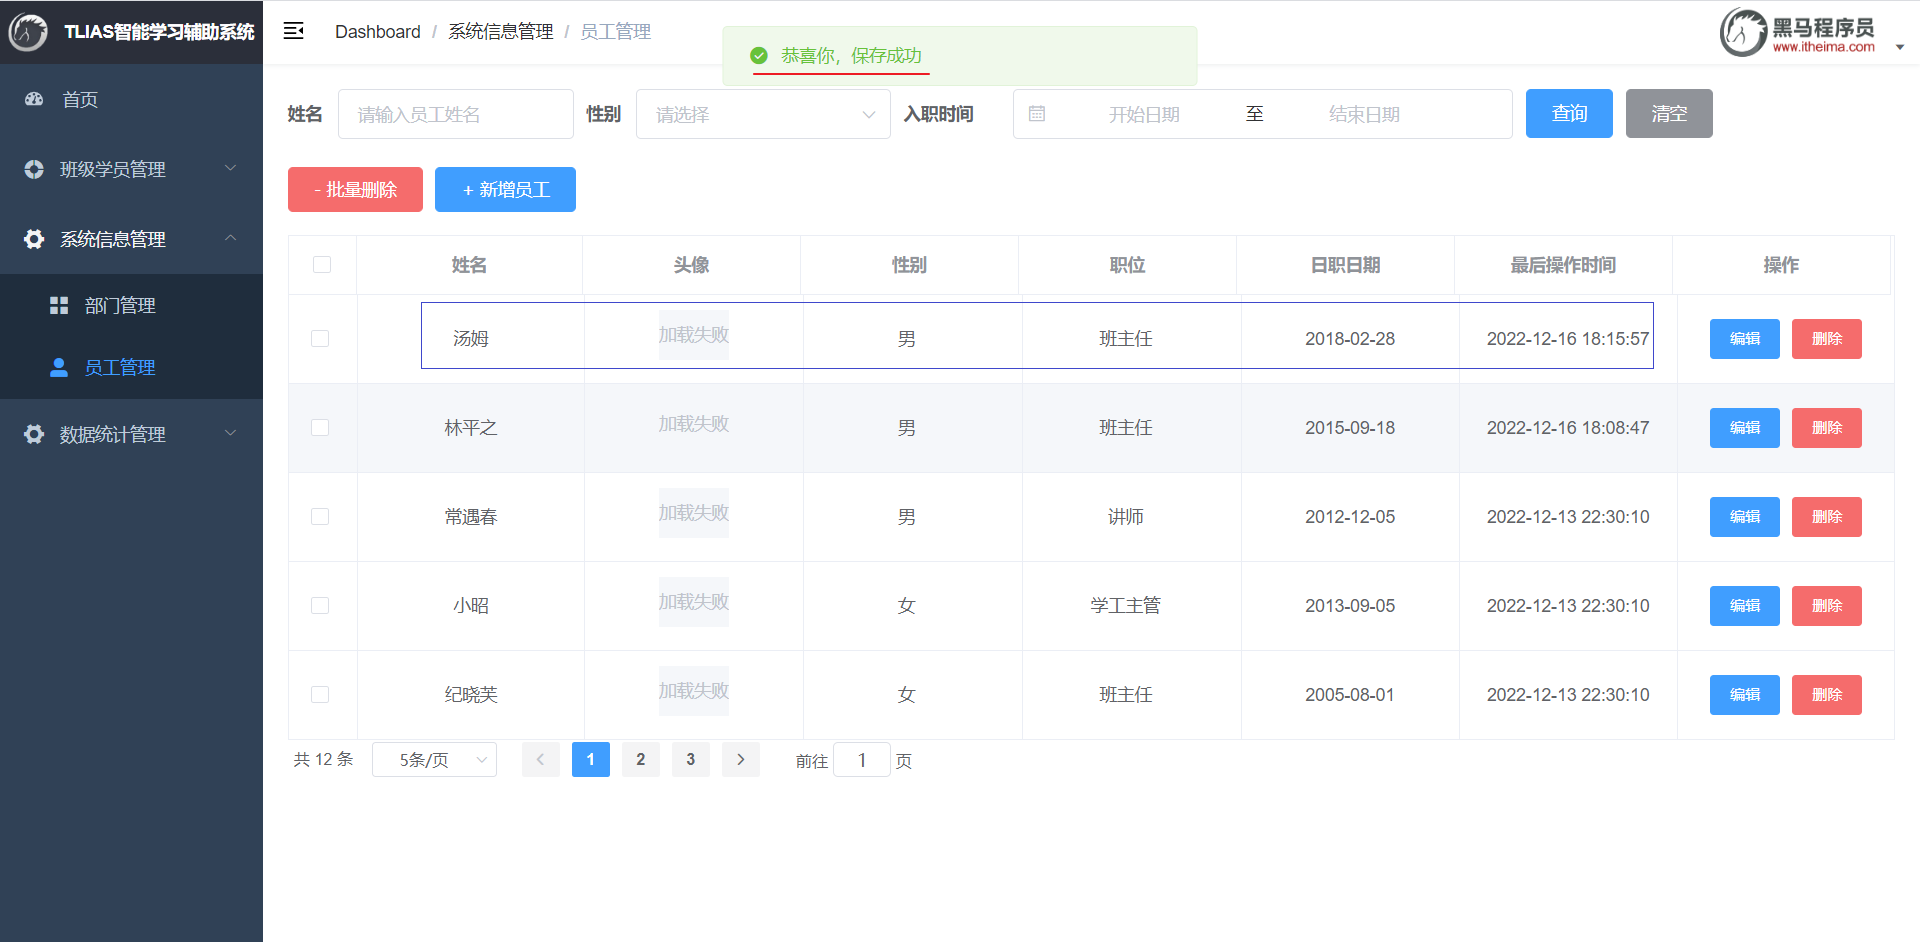 TLIAS智能学习辅助系统
Dashboard / 系统信息管理 / 员工管理
恭喜你，保存成功
黑马程序员
www.itheima.com
首页
班级学员管理
系统信息管理
部门管理
员工管理
数据统计管理
姓名 请输入员工姓名 性别 请选择 入职时间 开始日期 至 结束日期 查询 清空
- 批量删除 + 新增员工
姓名 头像 性别 职位 日职日期 最后操作时间 操作
汤姆 加载失败 男 班主任 2018-02-28 2022-12-16 18:15:57 编辑 删除
林平之 加载失败 男 班主任 2015-09-18 2022-12-16 18:08:47 编辑 删除
常遇春 加载失败 男 讲师 2012-12-05 2022-12-13 22:30:10 编辑 删除
小昭 加载失败 女 学工主管 2013-09-05 2022-12-13 22:30:10 编辑 删除
纪晓芙 加载失败 女 班主任 2005-08-01 2022-12-13 22:30:10 编辑 删除
共 12 条 5条/页 1 2 3 前往 1 页